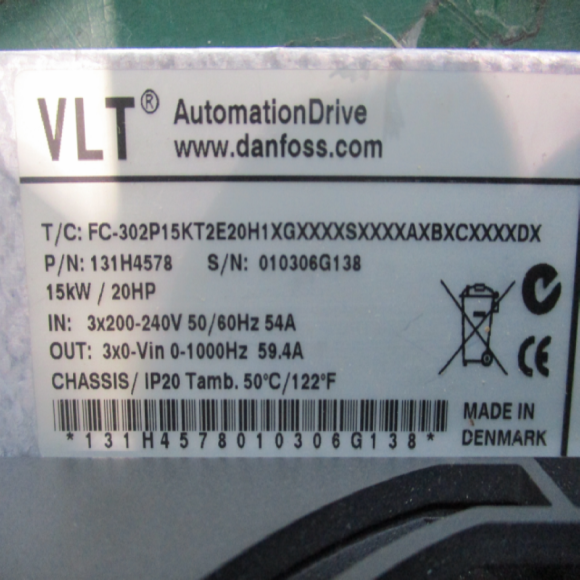 VLT® AutomationDrive
www.danfoss.com
T/C: FC-302P15KT2E20H1XGXXXXSXXXXAXBXCXXXXDX
P/N: 131H4578 S/N: 010306G138
15kW / 20HP
IN: 3x200-240V 50/60Hz 54A
OUT: 3x0-Vin 0-1000Hz 59.4A
CHASSIS/ IP20 Tamb. 50°C/122°F
*131H4578010306G138*
MADE IN
DENMARK
CE